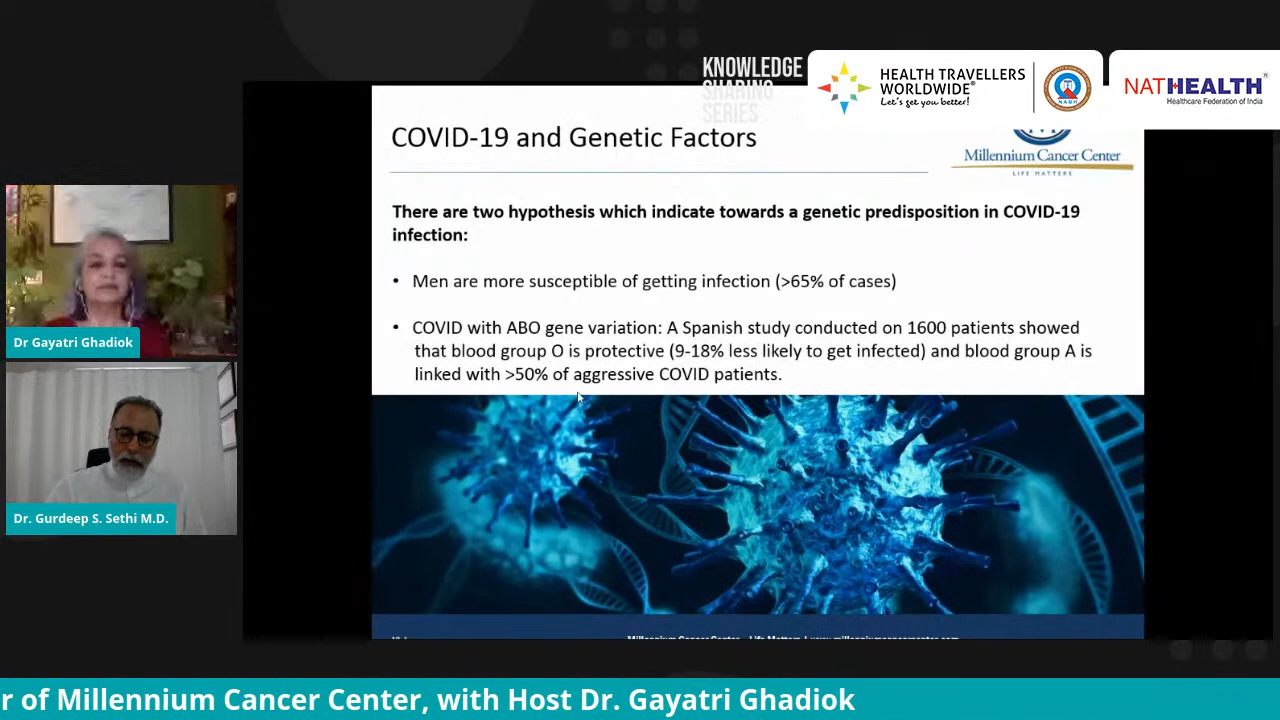 KNOWLEDGE
SHARING
SERIES
HEALTH TRAVELLERS
WORLDWIDE®
Let's get you better!
NABH
NATHEALTH®
Healthcare Federation of India
COVID-19 and Genetic Factors
Millennium Cancer Center
LIFE MATTERS
There are two hypothesis which indicate towards a genetic predisposition in COVID-19
infection:
• Men are more susceptible of getting infection (>65% of cases)
• COVID with ABO gene variation: A Spanish study conducted on 1600 patients showed
that blood group O is protective (9-18% less likely to get infected) and blood group A is
linked with >50% of aggressive COVID patients.
Dr Gayatri Ghadiok
Dr. Gurdeep S. Sethi M.D.
r of Millennium Cancer Center, with Host Dr. Gayatri Ghadiok